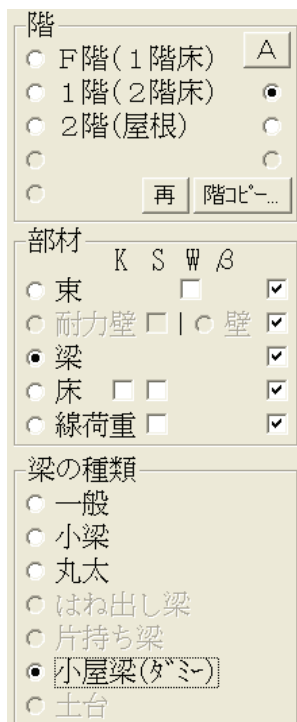 階
F階(1階床) A
1階(2階床)
2階(屋根)
再 階ｺﾋﾟｰ...
部材
K S W β
束
耐力壁 | 壁
梁
床
線荷重
梁の種類
一般
小梁
丸太
はね出し梁
片持ち梁
小屋梁(ﾀﾞﾐｰ)
土台